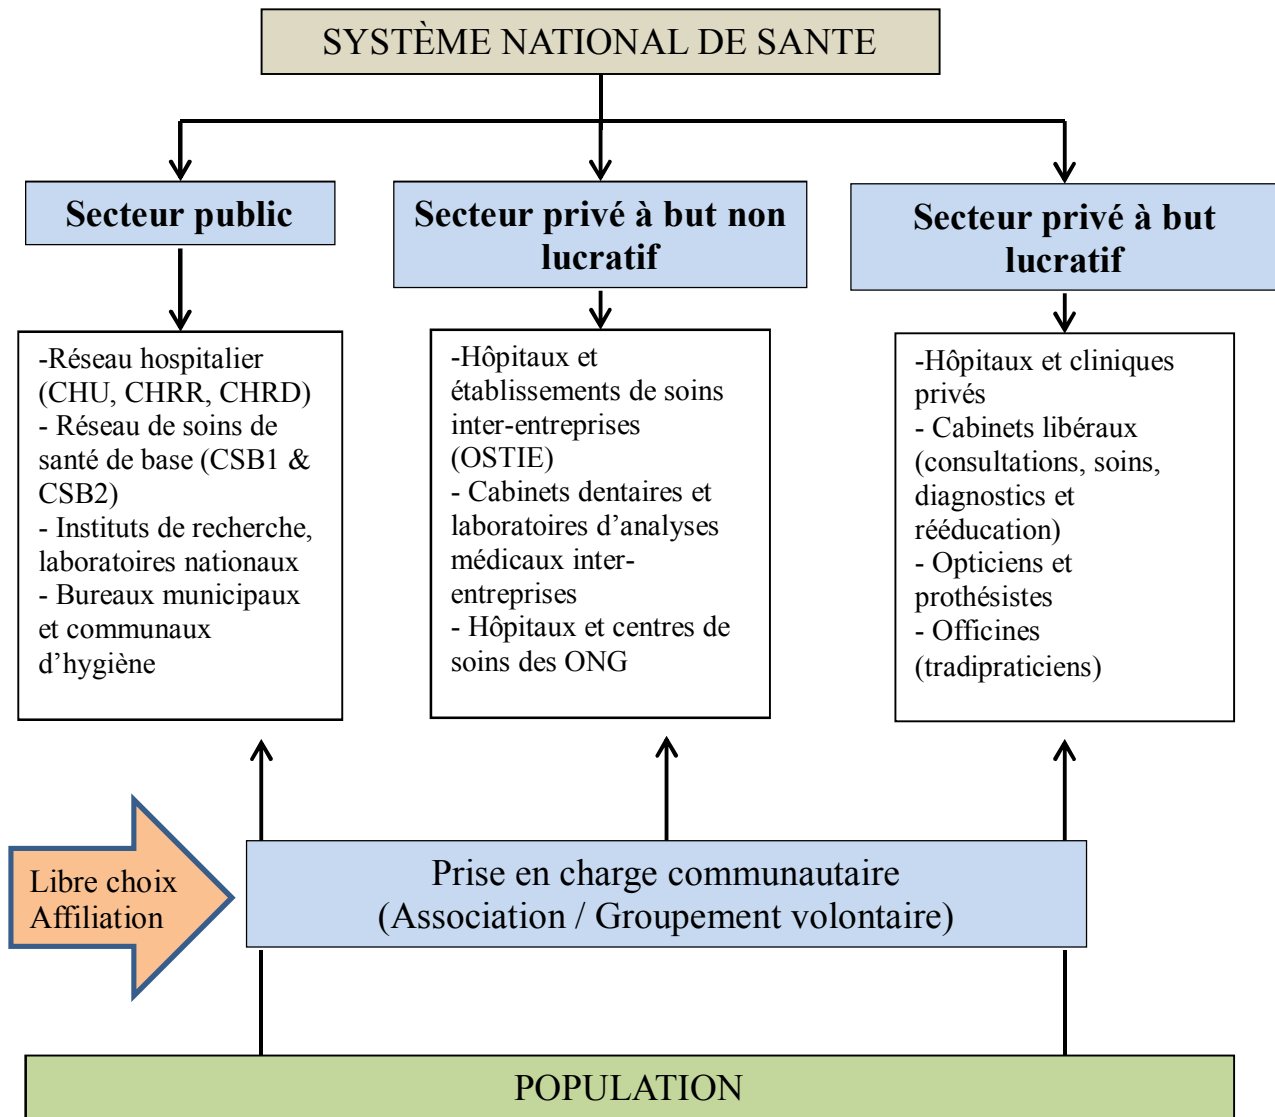 SYSTÈME NATIONAL DE SANTE
Secteur public
Secteur privé à but non
lucratif
Secteur privé à but
lucratif
-Réseau hospitalier
(CHU, CHRR, CHRD)
- Réseau de soins de
santé de base (CSB1 &
CSB2)
- Instituts de recherche,
laboratoires nationaux
- Bureaux municipaux
et communaux
d’hygiène
-Hôpitaux et
établissements de soins
inter-entreprises
(OSTIE)
- Cabinets dentaires et
laboratoires d’analyses
médicaux inter-
entreprises
- Hôpitaux et centres de
soins des ONG
-Hôpitaux et cliniques
privés
- Cabinets libéraux
(consultations, soins,
diagnostics et
rééducation)
- Opticiens et
prothésistes
- Officines
(tradipraticiens)
Libre choix
Affiliation
Prise en charge communautaire
(Association / Groupement volontaire)
POPULATION